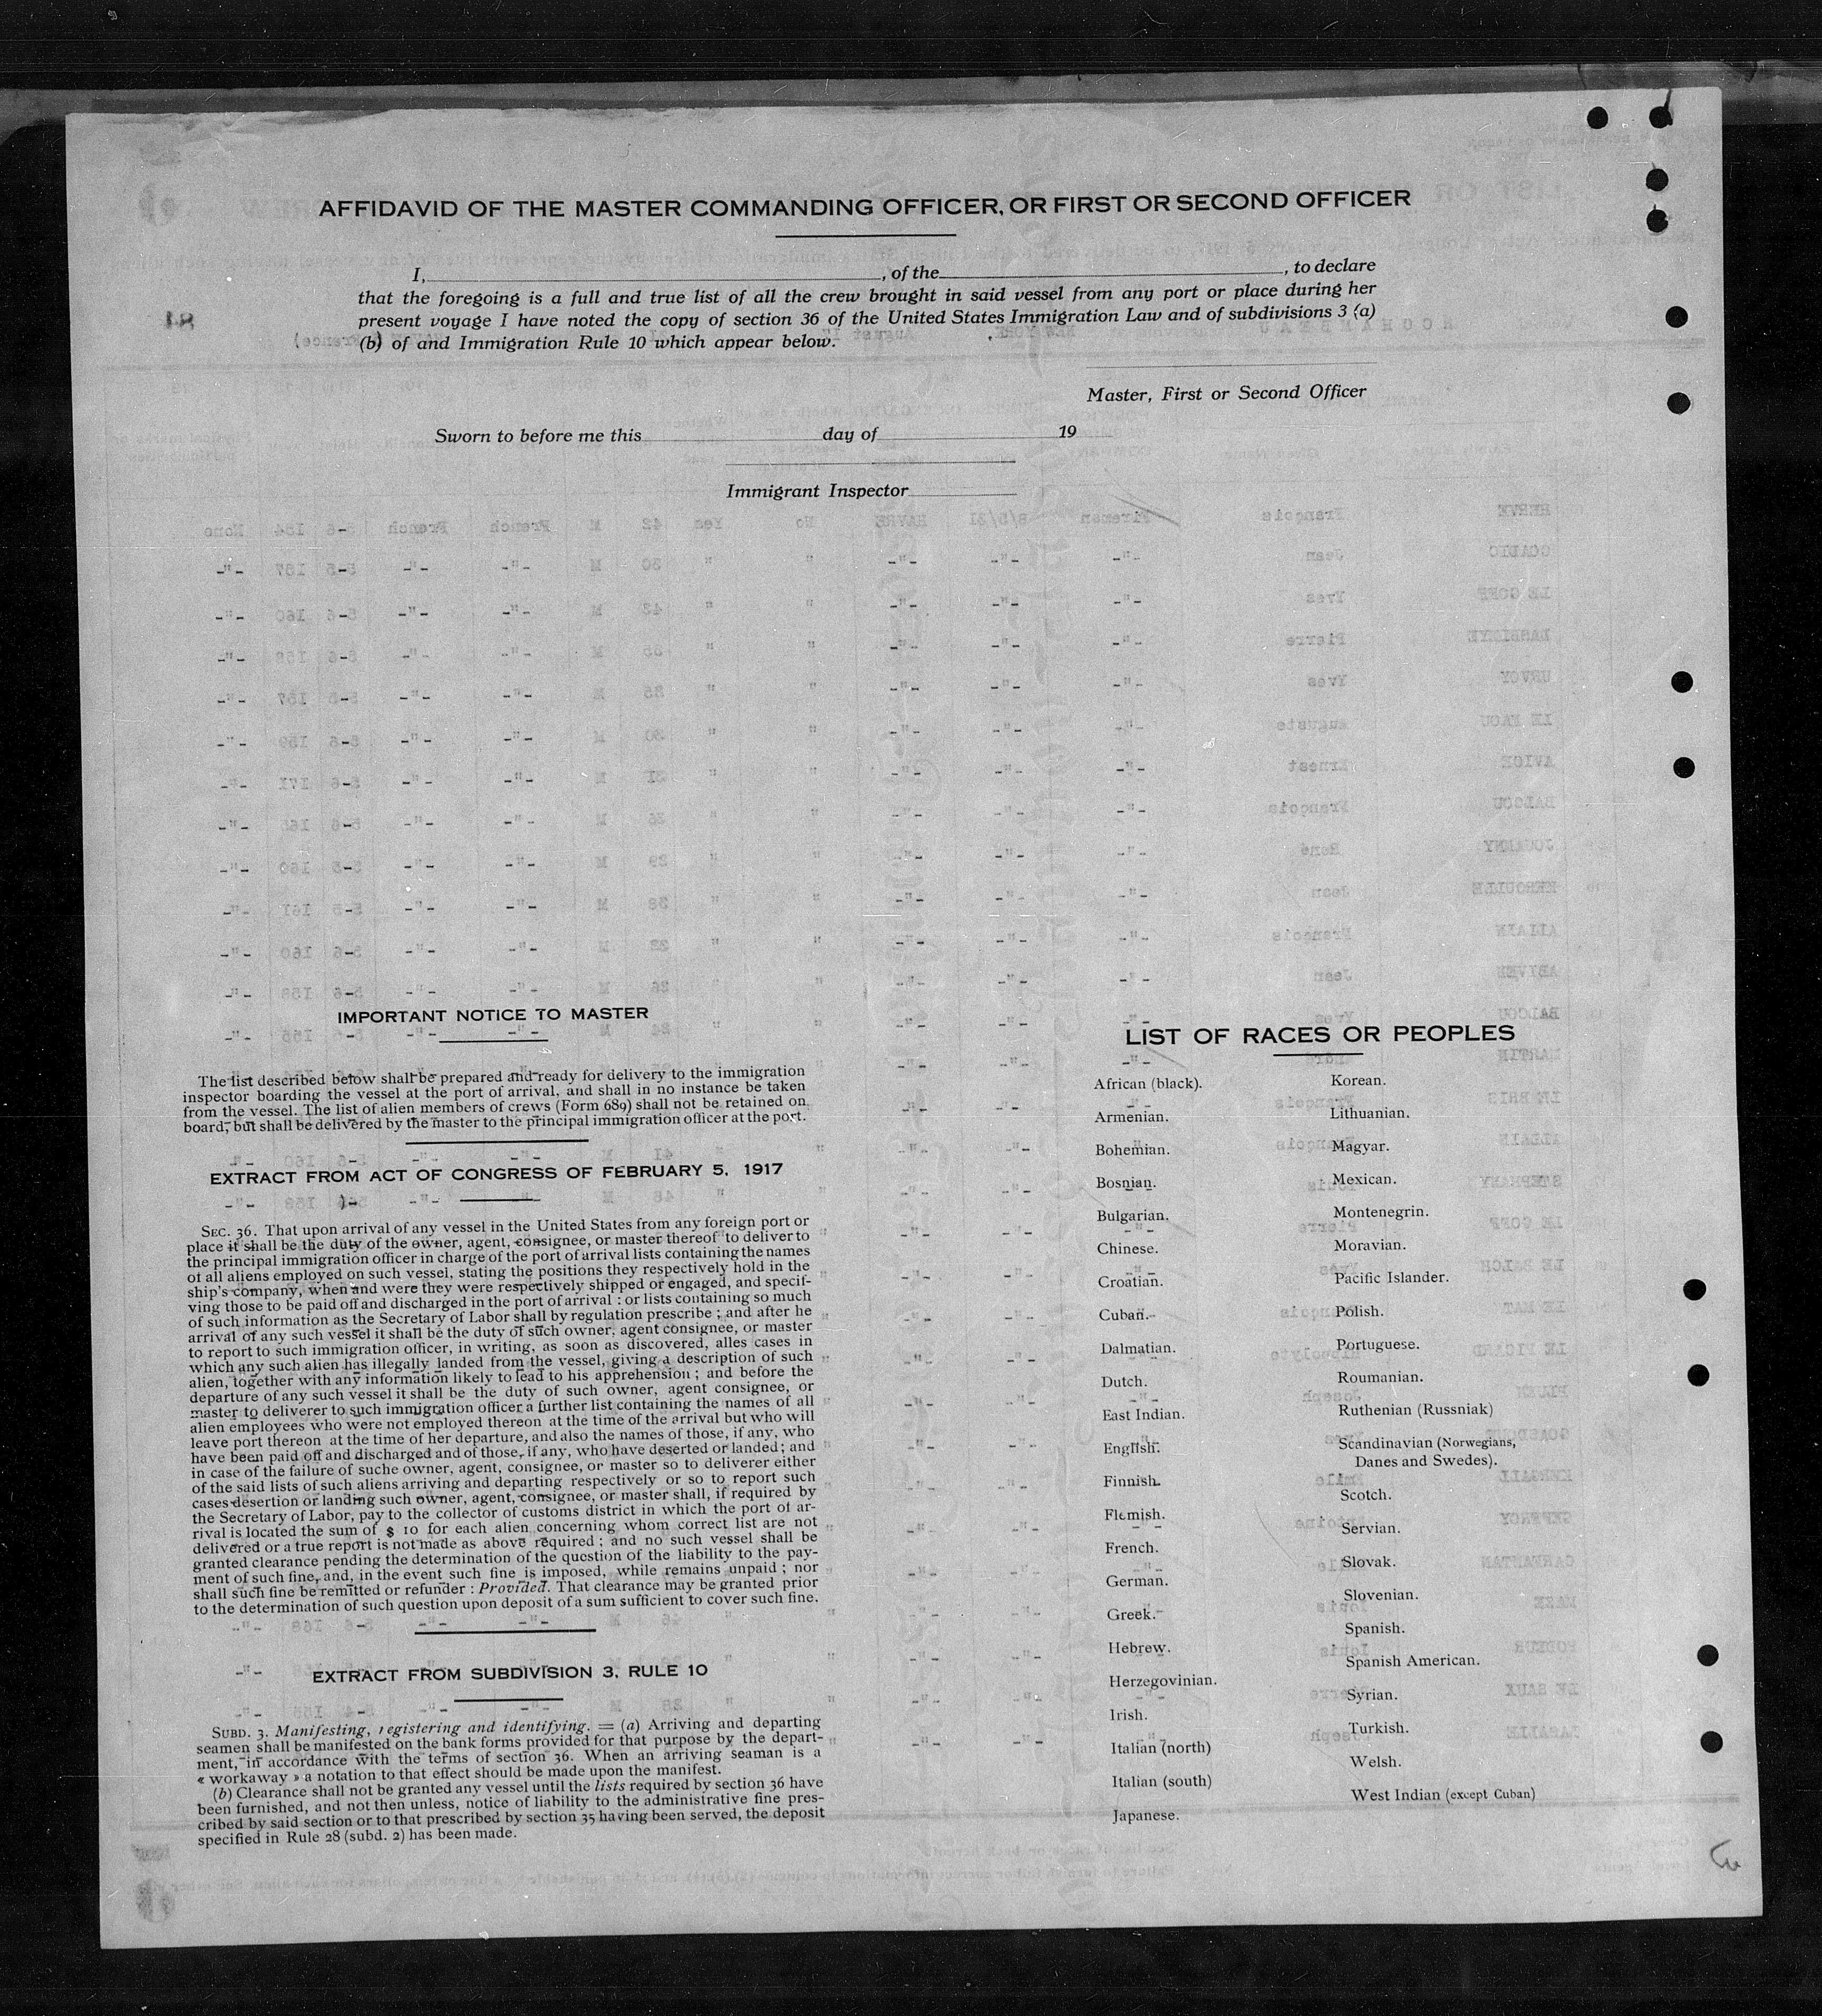 AFFIDAVID OF THE MASTER COMMANDING OFFICER, OR FIRST OR SECOND OFFICER
I, , of the , to declare
that the foregoing is a full and true list of all the crew brought in said vessel from any port or place during her
present voyage I have noted the copy of section 36 of the United States Immigration Law and of subdivisions 3 (a)
(b) of and Immigration Rule 10 which appear below.
Master, First or Second Officer
Sworn to before me this day of 19
Immigrant Inspector
IMPORTANT NOTICE TO MASTER
The list described below shall be prepared and ready for delivery to the immigration
inspector boarding the vessel at the port of arrival, and shall in no instance be taken
from the vessel. The list of alien members of crews (Form 689) shall not be retained on
board, but shall be delivered by the master to the principal immigration officer at the port.
EXTRACT FROM ACT OF CONGRESS OF FEBRUARY 5, 1917
SEC. 36. That upon arrival of any vessel in the United States from any foreign port or
place it shall be the duty of the owner, agent, consignee, or master thereof to deliver to
the principal immigration officer in charge of the port of arrival lists containing the names
of all aliens employed on such vessel, stating the positions they respectively hold in the
ship's company, when and were they were respectively shipped or engaged, and specif-
ving those to be paid off and discharged in the port of arrival : or lists containing so much
of such information as the Secretary of Labor shall by regulation prescribe ; and after he
arrival of any such vessel it shall be the duty of such owner, agent consignee, or master
to report to such immigration officer, in writing, as soon as discovered, alles cases in
which any such alien has illegally landed from the vessel, giving a description of such
alien, together with any information likely to lead to his apprehension ; and before the
departure of any such vessel it shall be the duty of such owner, agent consignee, or
master to deliverer to such immigration officer a further list containing the names of all
alien employees who were not employed thereon at the time of the arrival but who will
leave port thereon at the time of her departure, and also the names of those, if any, who
have been paid off and discharged and of those, if any, who have deserted or landed ; and
in case of the failure of suche owner, agent, consignee, or master so to deliverer either
of the said lists of such aliens arriving and departing respectively or so to report such
cases desertion or landing such owner, agent, consignee, or master shall, if required by
the Secretary of Labor, pay to the collector of customs district in which the port of ar-
rival is located the sum of $ 10 for each alien concerning whom correct list are not
delivered or a true report is not made as above required ; and no such vessel shall be
granted clearance pending the determination of the question of the liability to the pay-
ment of such fine, and, in the event such fine is imposed, while remains unpaid ; nor
shall such fine be remitted or refunder : Provided. That clearance may be granted prior
to the determination of such question upon deposit of a sum sufficient to cover such fine.
EXTRACT FROM SUBDIVISION 3, RULE 10
SUBD. 3. Manifesting, registering and identifying. = (a) Arriving and departing
seamen shall be manifested on the bank forms provided for that purpose by the depart-
ment, in accordance with the terms of section 36. When an arriving seaman is a
« workaway » a notation to that effect should be made upon the manifest.
(b) Clearance shall not be granted any vessel until the lists required by section 36 have
been furnished, and not then unless, notice of liability to the administrative fine pres-
cribed by said section or to that prescribed by section 35 having been served, the deposit
specified in Rule 28 (subd. 2) has been made.
LIST OF RACES OR PEOPLES
African (black).
Armenian.
Bohemian.
Bosnian.
Bulgarian.
Chinese.
Croatian.
Cuban.
Dalmatian.
Dutch.
East Indian.
English.
Finnish.
Flemish.
French.
German.
Greek.
Hebrew.
Herzegovinian.
Irish.
Italian (north)
Italian (south)
Japanese.
Korean.
Lithuanian.
Magyar.
Mexican.
Montenegrin.
Moravian.
Pacific Islander.
Polish.
Portuguese.
Roumanian.
Ruthenian (Russniak)
Scandinavian (Norwegians,
Danes and Swedes).
Scotch.
Servian.
Slovak.
Slovenian.
Spanish.
Spanish American.
Syrian.
Turkish.
Welsh.
West Indian (except Cuban)